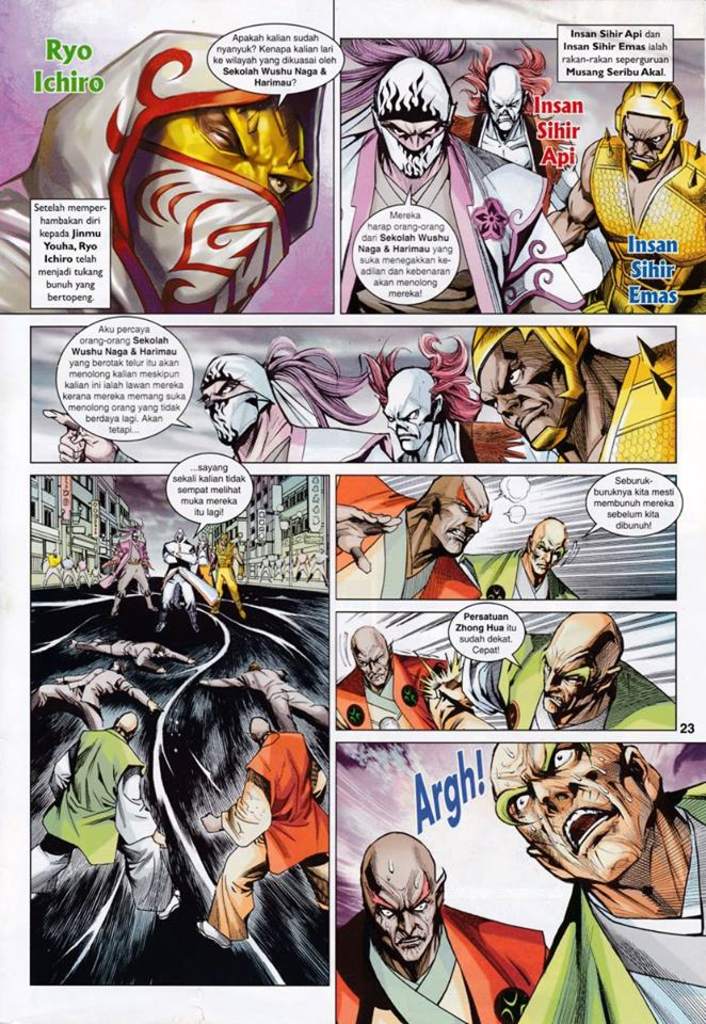 Ryo
Ichiro
Apakah kalian sudah
nyanyuk? Kenapa kalian lari
ke wilayah yang dikuasai oleh
Sekolah Wushu Naga &
Harimau?
Setelah memper-
hambakan diri
kepada Jinmu
Youha, Ryo
Ichiro telah
menjadi tukang
bunuh yang
bertopeng.
Insan Sihir Api dan
Insan Sihir Emas ialah
rakan-rakan seperguruan
Musang Seribu Akal.
Insan
Sihir
Api
Insan
Sihir
Emas
Mereka
harap orang-orang
dari Sekolah Wushu
Naga & Harimau yang
suka menegakkan ke-
adilan dan kebenaran
akan menolong
mereka!
Aku percaya
orang-orang Sekolah
Wushu Naga & Harimau
yang berotak telur itu akan
menolong kalian meskipun
kalian ini ialah lawan mereka
kerana mereka memang suka
menolong orang yang tidak
berdaya lagi. Akan
tetapi...
...sayang
sekali kalian tidak
sempat melihat
muka mereka
itu lagi!
Seburuk-
buruknya kita mesti
membunuh mereka
sebelum kita
dibunuh!
Persatuan
Zhong Hua itu
sudah dekat.
Cepat!
23
Argh!